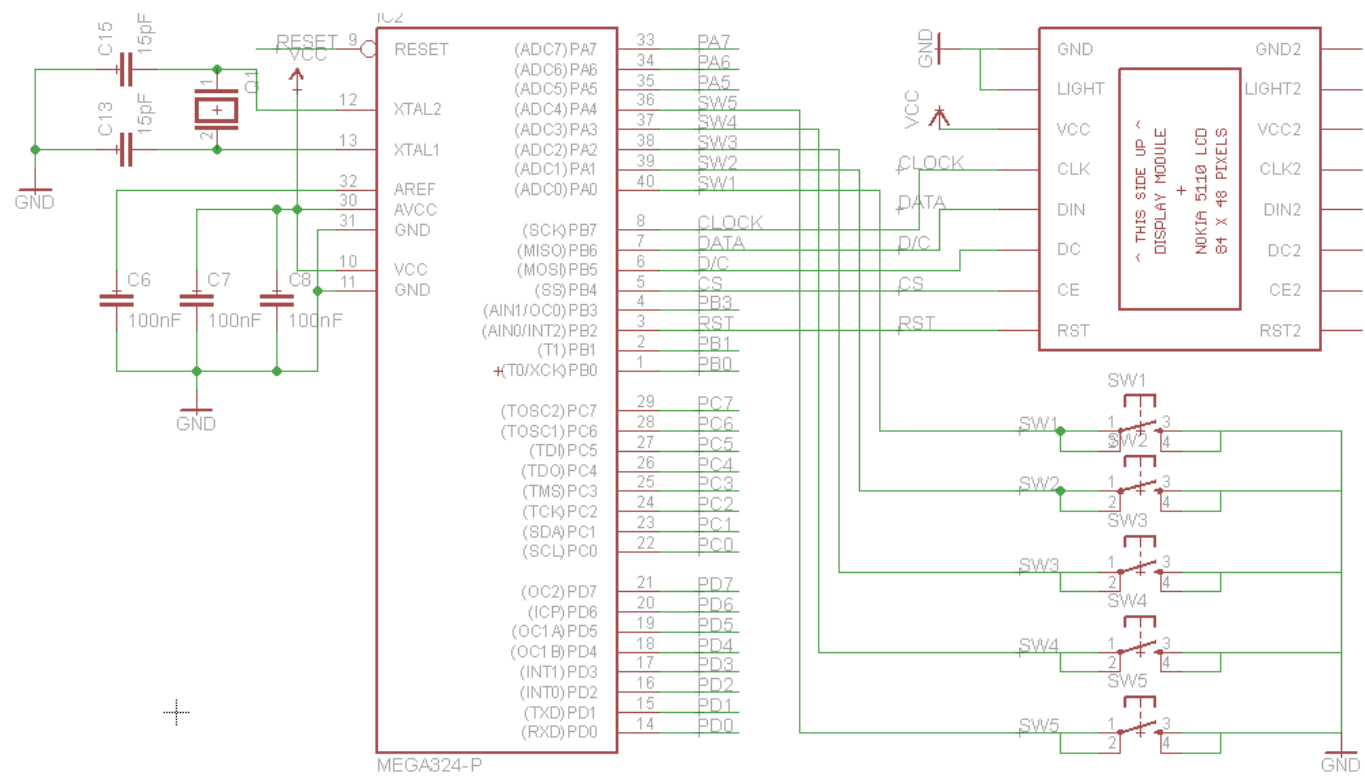 IC2
C15
15pF
C13
15pF
1
Q1
2
GND
RESET
VCC
9
RESET
12
XTAL2
13
XTAL1
32
AREF
30
AVCC
31
GND
10
VCC
11
GND
C6
100nF
C7
100nF
C8
100nF
GND
(ADC7)PA7 33 PA7
(ADC6)PA6 34 PA6
(ADC5)PA5 35 PA5
(ADC4)PA4 36 SW5
(ADC3)PA3 37 SW4
(ADC2)PA2 38 SW3
(ADC1)PA1 39 SW2
(ADC0)PA0 40 SW1
(SCK)PB7 8 CLOCK
(MISO)PB6 7 DATA
(MOSI)PB5 6 D/C
(SS)PB4 5 CS
(AIN1/OC0)PB3 4 PB3
(AIN0/INT2)PB2 3 RST
(T1)PB1 2 PB1
(T0/XCK)PB0 1 PB0
(TOSC2)PC7 29 PC7
(TOSC1)PC6 28 PC6
(TDI)PC5 27 PC5
(TDO)PC4 26 PC4
(TMS)PC3 25 PC3
(TCK)PC2 24 PC2
(SDA)PC1 23 PC1
(SCL)PC0 22 PC0
(OC2)PD7 21 PD7
(ICP)PD6 20 PD6
(OC1A)PD5 19 PD5
(OC1B)PD4 18 PD4
(INT1)PD3 17 PD3
(INT0)PD2 16 PD2
(TXD)PD1 15 PD1
(RXD)PD0 14 PD0
MEGA324-P
GND
VCC
CLOCK
DATA
D/C
CS
RST
GND GND2
LIGHT LIGHT2
VCC VCC2
CLK CLK2
DIN DIN2
DC DC2
CE CE2
RST RST2
< THIS SIDE UP <
DISPLAY MODULE
NOKIA 5110 LCD
84 X 48 PIXELS
SW1
SW1 1 3
2 4
SW2
SW2 1 3
2 4
SW3
SW3 1 3
2 4
SW4
SW4 1 3
2 4
SW5
SW5 1 3
2 4
GND